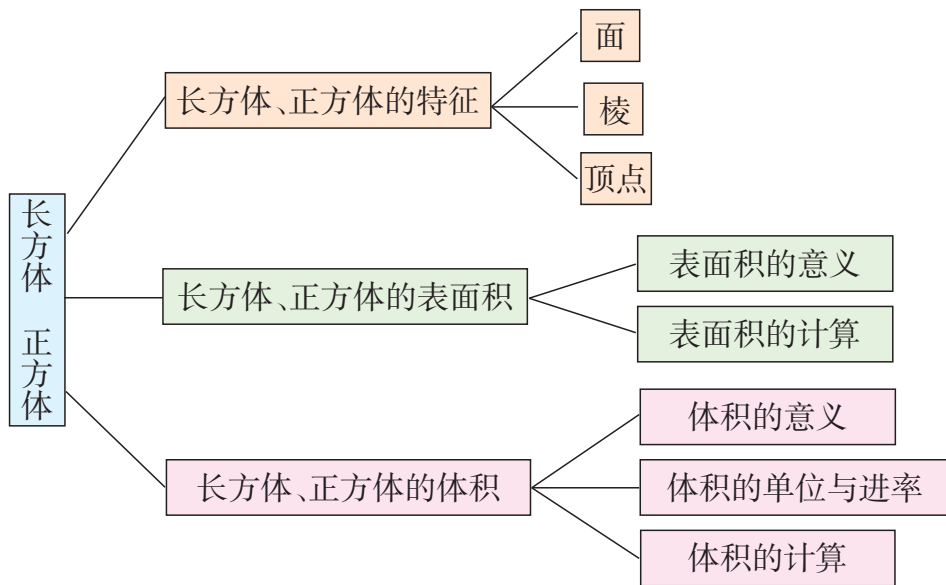 长方体 正方体
长方体、正方体的特征
面
棱
顶点
长方体、正方体的表面积
表面积的意义
表面积的计算
长方体、正方体的体积
体积的意义
体积的单位与进率
体积的计算